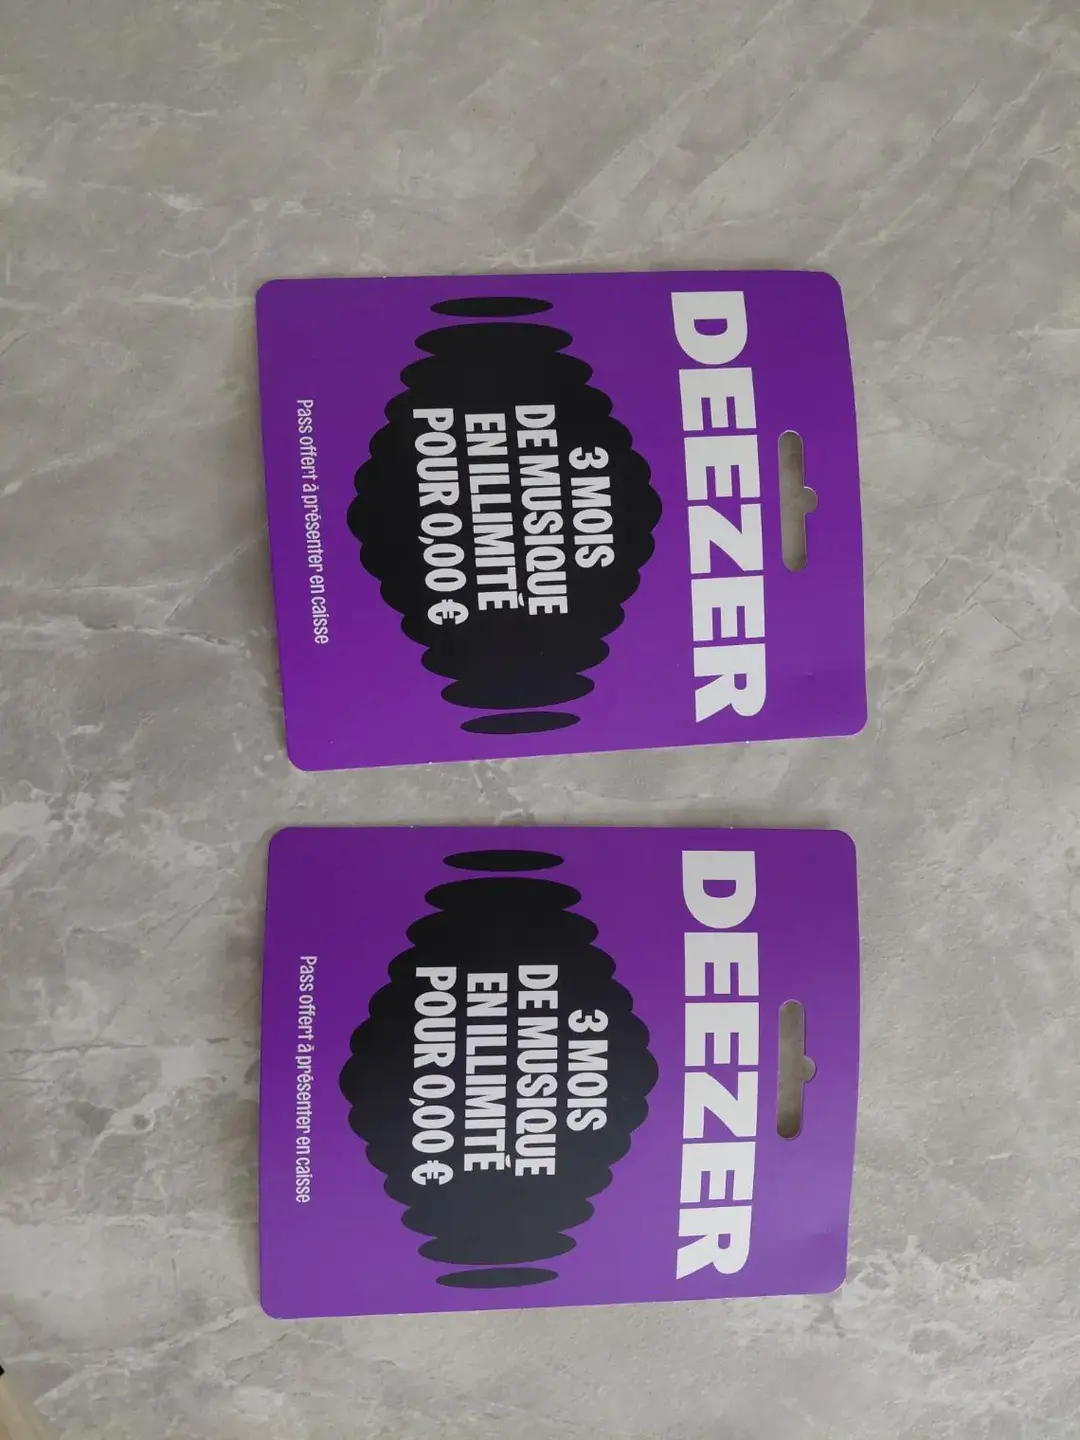 DEEZER
3 MOIS
DE MUSIQUE
EN ILLIMITÉ
POUR 0,00 €
Pass offert à présenter en caisse
DEEZER
3 MOIS
DE MUSIQUE
EN ILLIMITÉ
POUR 0,00 €
Pass offert à présenter en caisse